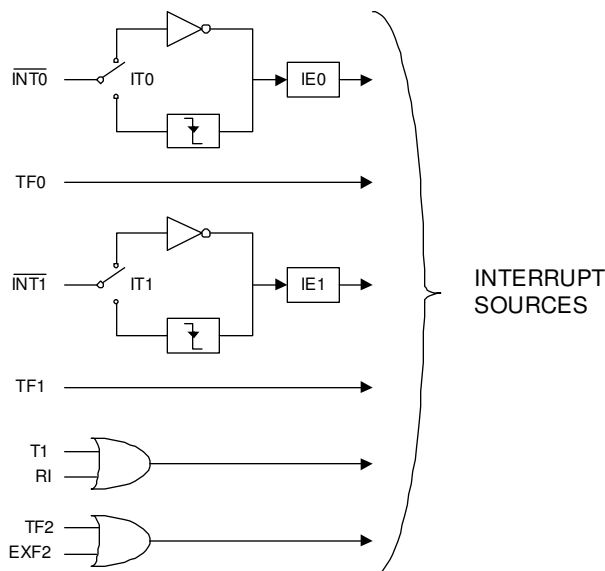 INT0
IT0
IE0
TF0
INT1
IT1
IE1
TF1
T1
RI
TF2
EXF2
INTERRUPT
SOURCES